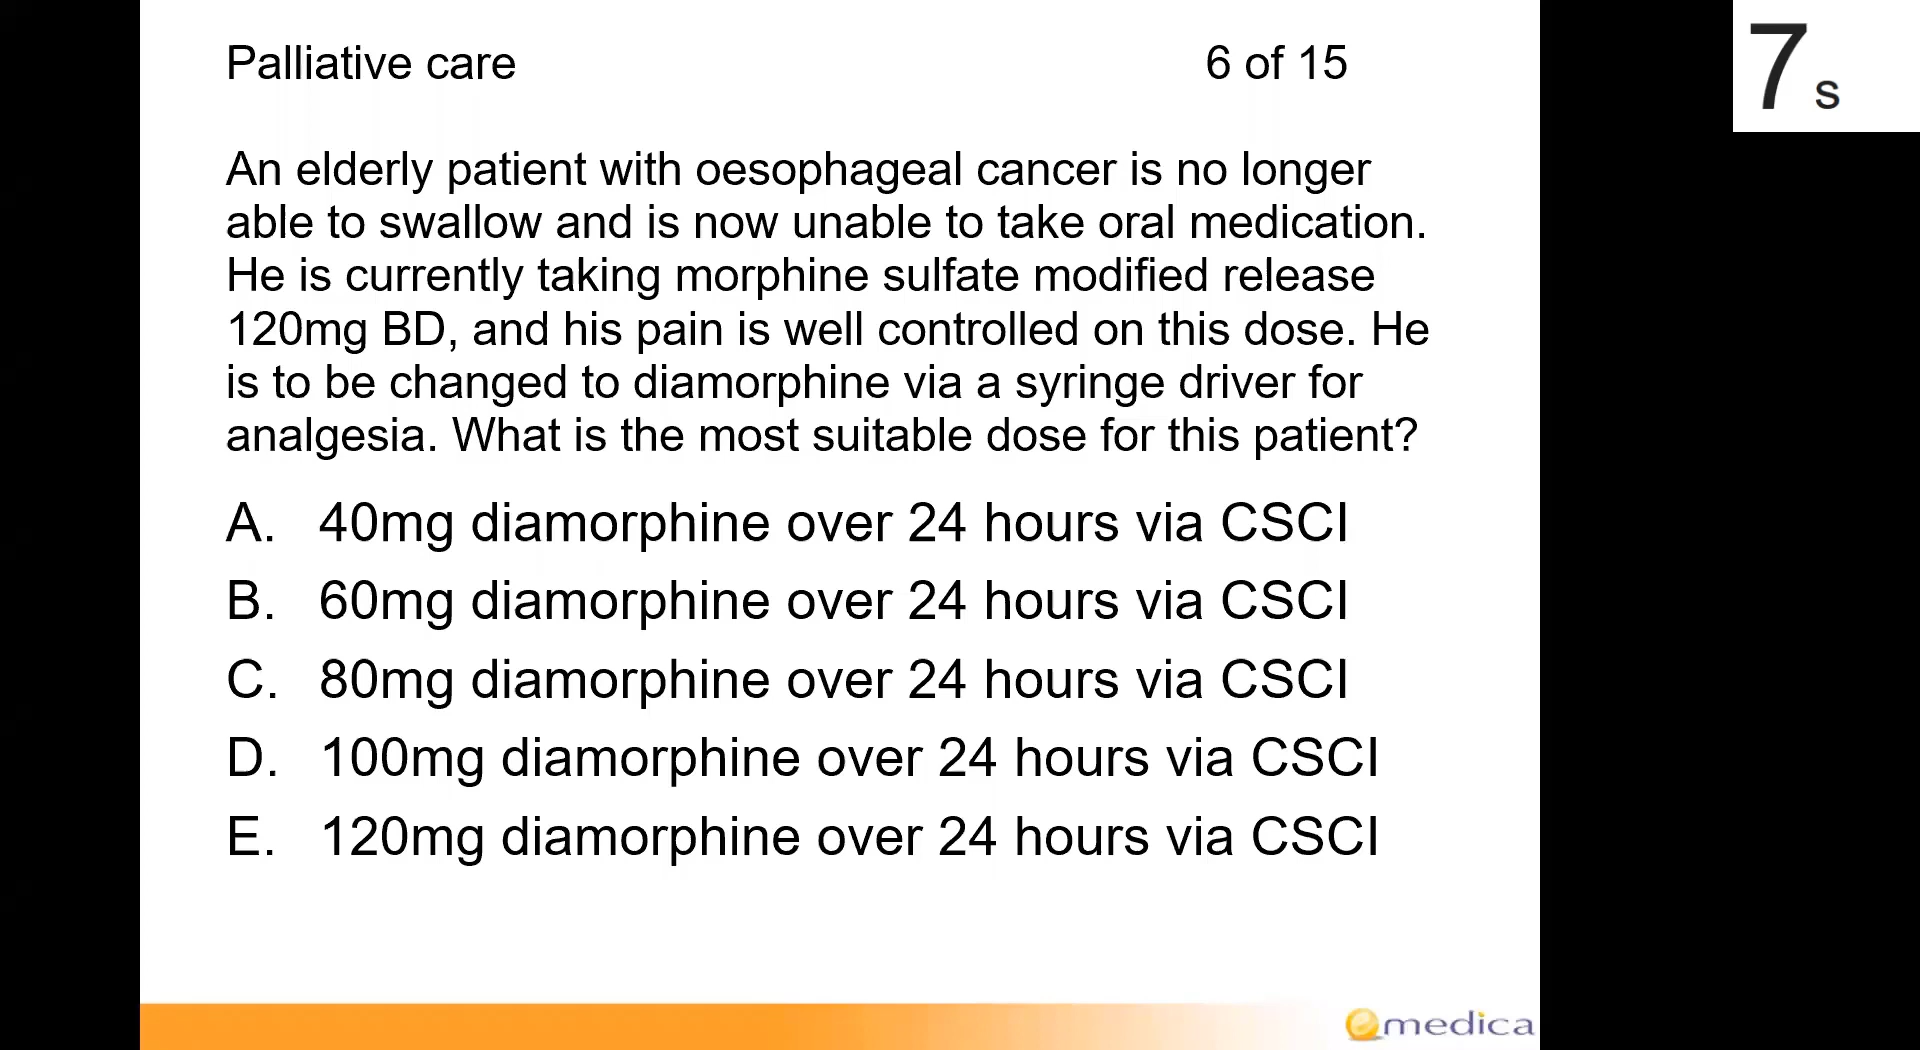 Palliative care 6 of 15
7 s
An elderly patient with oesophageal cancer is no longer
able to swallow and is now unable to take oral medication.
He is currently taking morphine sulfate modified release
120mg BD, and his pain is well controlled on this dose. He
is to be changed to diamorphine via a syringe driver for
analgesia. What is the most suitable dose for this patient?
A. 40mg diamorphine over 24 hours via CSCI
B. 60mg diamorphine over 24 hours via CSCI
C. 80mg diamorphine over 24 hours via CSCI
D. 100mg diamorphine over 24 hours via CSCI
E. 120mg diamorphine over 24 hours via CSCI
emedica